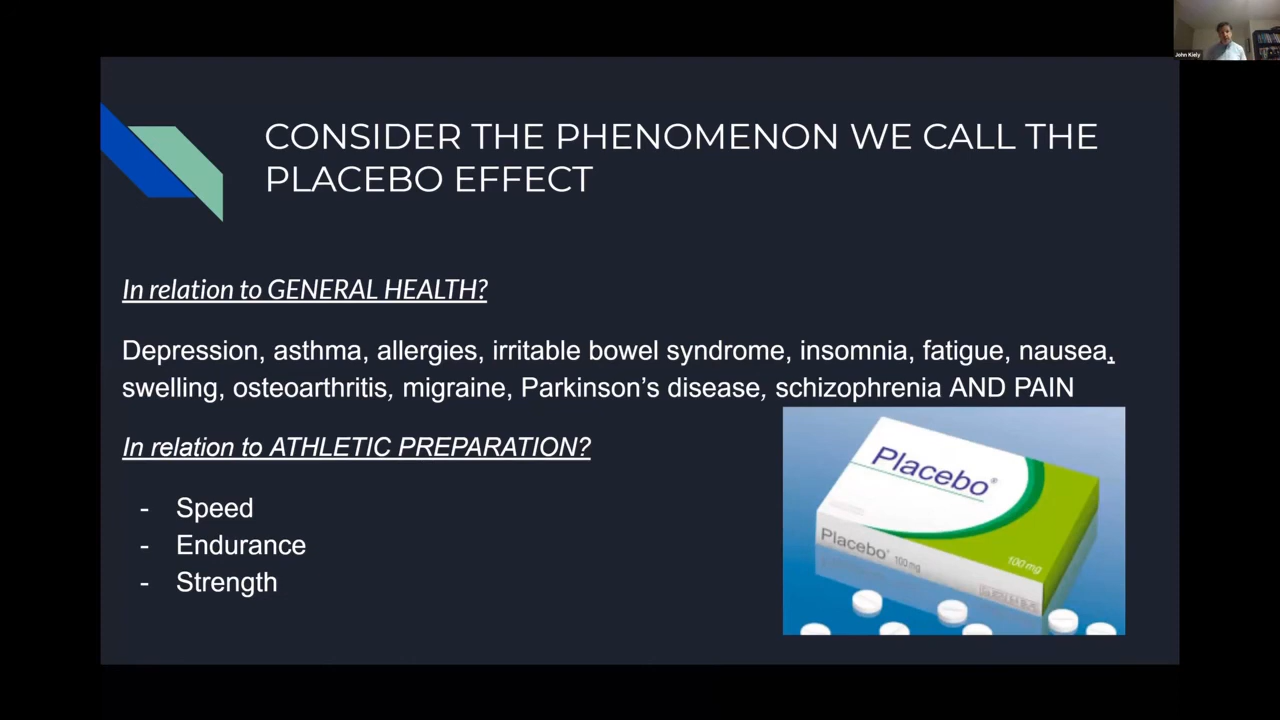 John Kiely
CONSIDER THE PHENOMENON WE CALL THE
PLACEBO EFFECT
In relation to GENERAL HEALTH?
Depression, asthma, allergies, irritable bowel syndrome, insomnia, fatigue, nausea,
swelling, osteoarthritis, migraine, Parkinson’s disease, schizophrenia AND PAIN
In relation to ATHLETIC PREPARATION?
- Speed
- Endurance
- Strength
Placebo®
Placebo® 100 mg
100 mg